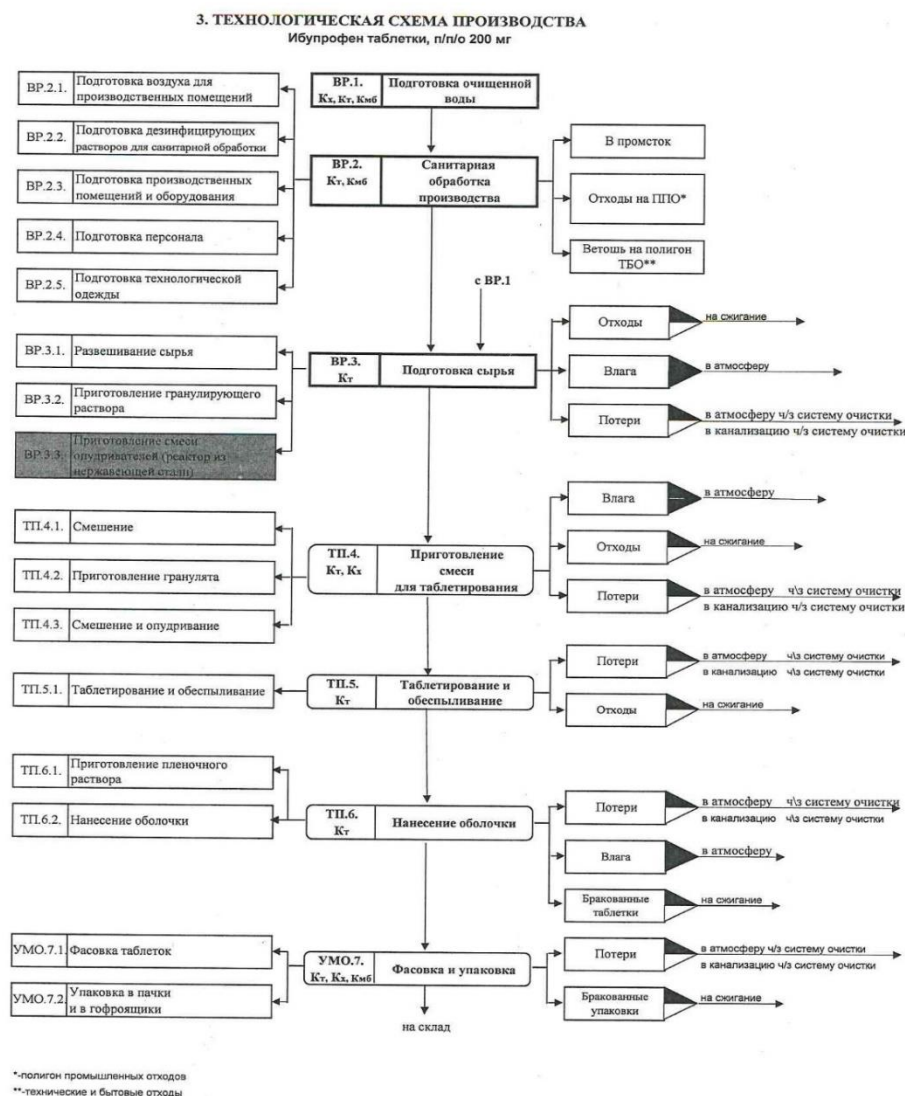 3. ТЕХНОЛОГИЧЕСКАЯ СХЕМА ПРОИЗВОДСТВА
Ибупрофен таблетки, п/п/о 200 мг
ВР.2.1. Подготовка воздуха для
производственных помещений
ВР.2.2. Подготовка дезинфицирующих
растворов для санитарной обработки
ВР.2.3. Подготовка производственных
помещений и оборудования
ВР.2.4. Подготовка персонала
ВР.2.5. Подготовка технологической
одежды
ВР.1. Подготовка очищенной
Кх, Кт, Кмб воды
ВР.2. Санитарная
Кт, Кмб обработка
производства
В промсток
Отходы на ППО*
Ветошь на полигон
ТБО**
с ВР.1
ВР.3.1. Развешивание сырья
ВР.3.2. Приготовление гранулирующего
раствора
ВР.3.3. Приготовление смеси
опудривателей (реактор из
нержавеющей стали)
ВР.3. Подготовка сырья
Кт
Отходы на сжигание
Влага в атмосферу
Потери в атмосферу ч/з систему очистки
в канализацию ч/з систему очистки
ТП.4.1. Смешение
ТП.4.2. Приготовление гранулята
ТП.4.3. Смешение и опудривание
ТП.4. Приготовление
Кт, Кх смеси
для таблетирования
Влага в атмосферу
Отходы на сжигание
Потери в атмосферу ч\з систему очистки
в канализацию ч/з систему очистки
ТП.5.1. Таблетирование и обеспыливание
ТП.5. Таблетирование и
Кт обеспыливание
Потери в атмосферу ч\з систему очистки
в канализацию ч\з систему очистки
Отходы на сжигание
ТП.6.1. Приготовление пленочного
раствора
ТП.6.2. Нанесение оболочки
ТП.6. Нанесение оболочки
Кт
Потери в атмосферу ч\з систему очистки
в канализацию ч\з систему очистки
Влага в атмосферу
Бракованные на сжигание
таблетки
УМО.7.1. Фасовка таблеток
УМО.7.2. Упаковка в пачки
и в гофроящики
УМО.7. Фасовка и упаковка
Кт, Кх, Кмб
Потери в атмосферу ч/з систему очистки
в канализацию ч/з систему очистки
Бракованные на сжигание
упаковки
на склад
*-полигон промышленных отходов
**-технические и бытовые отходы